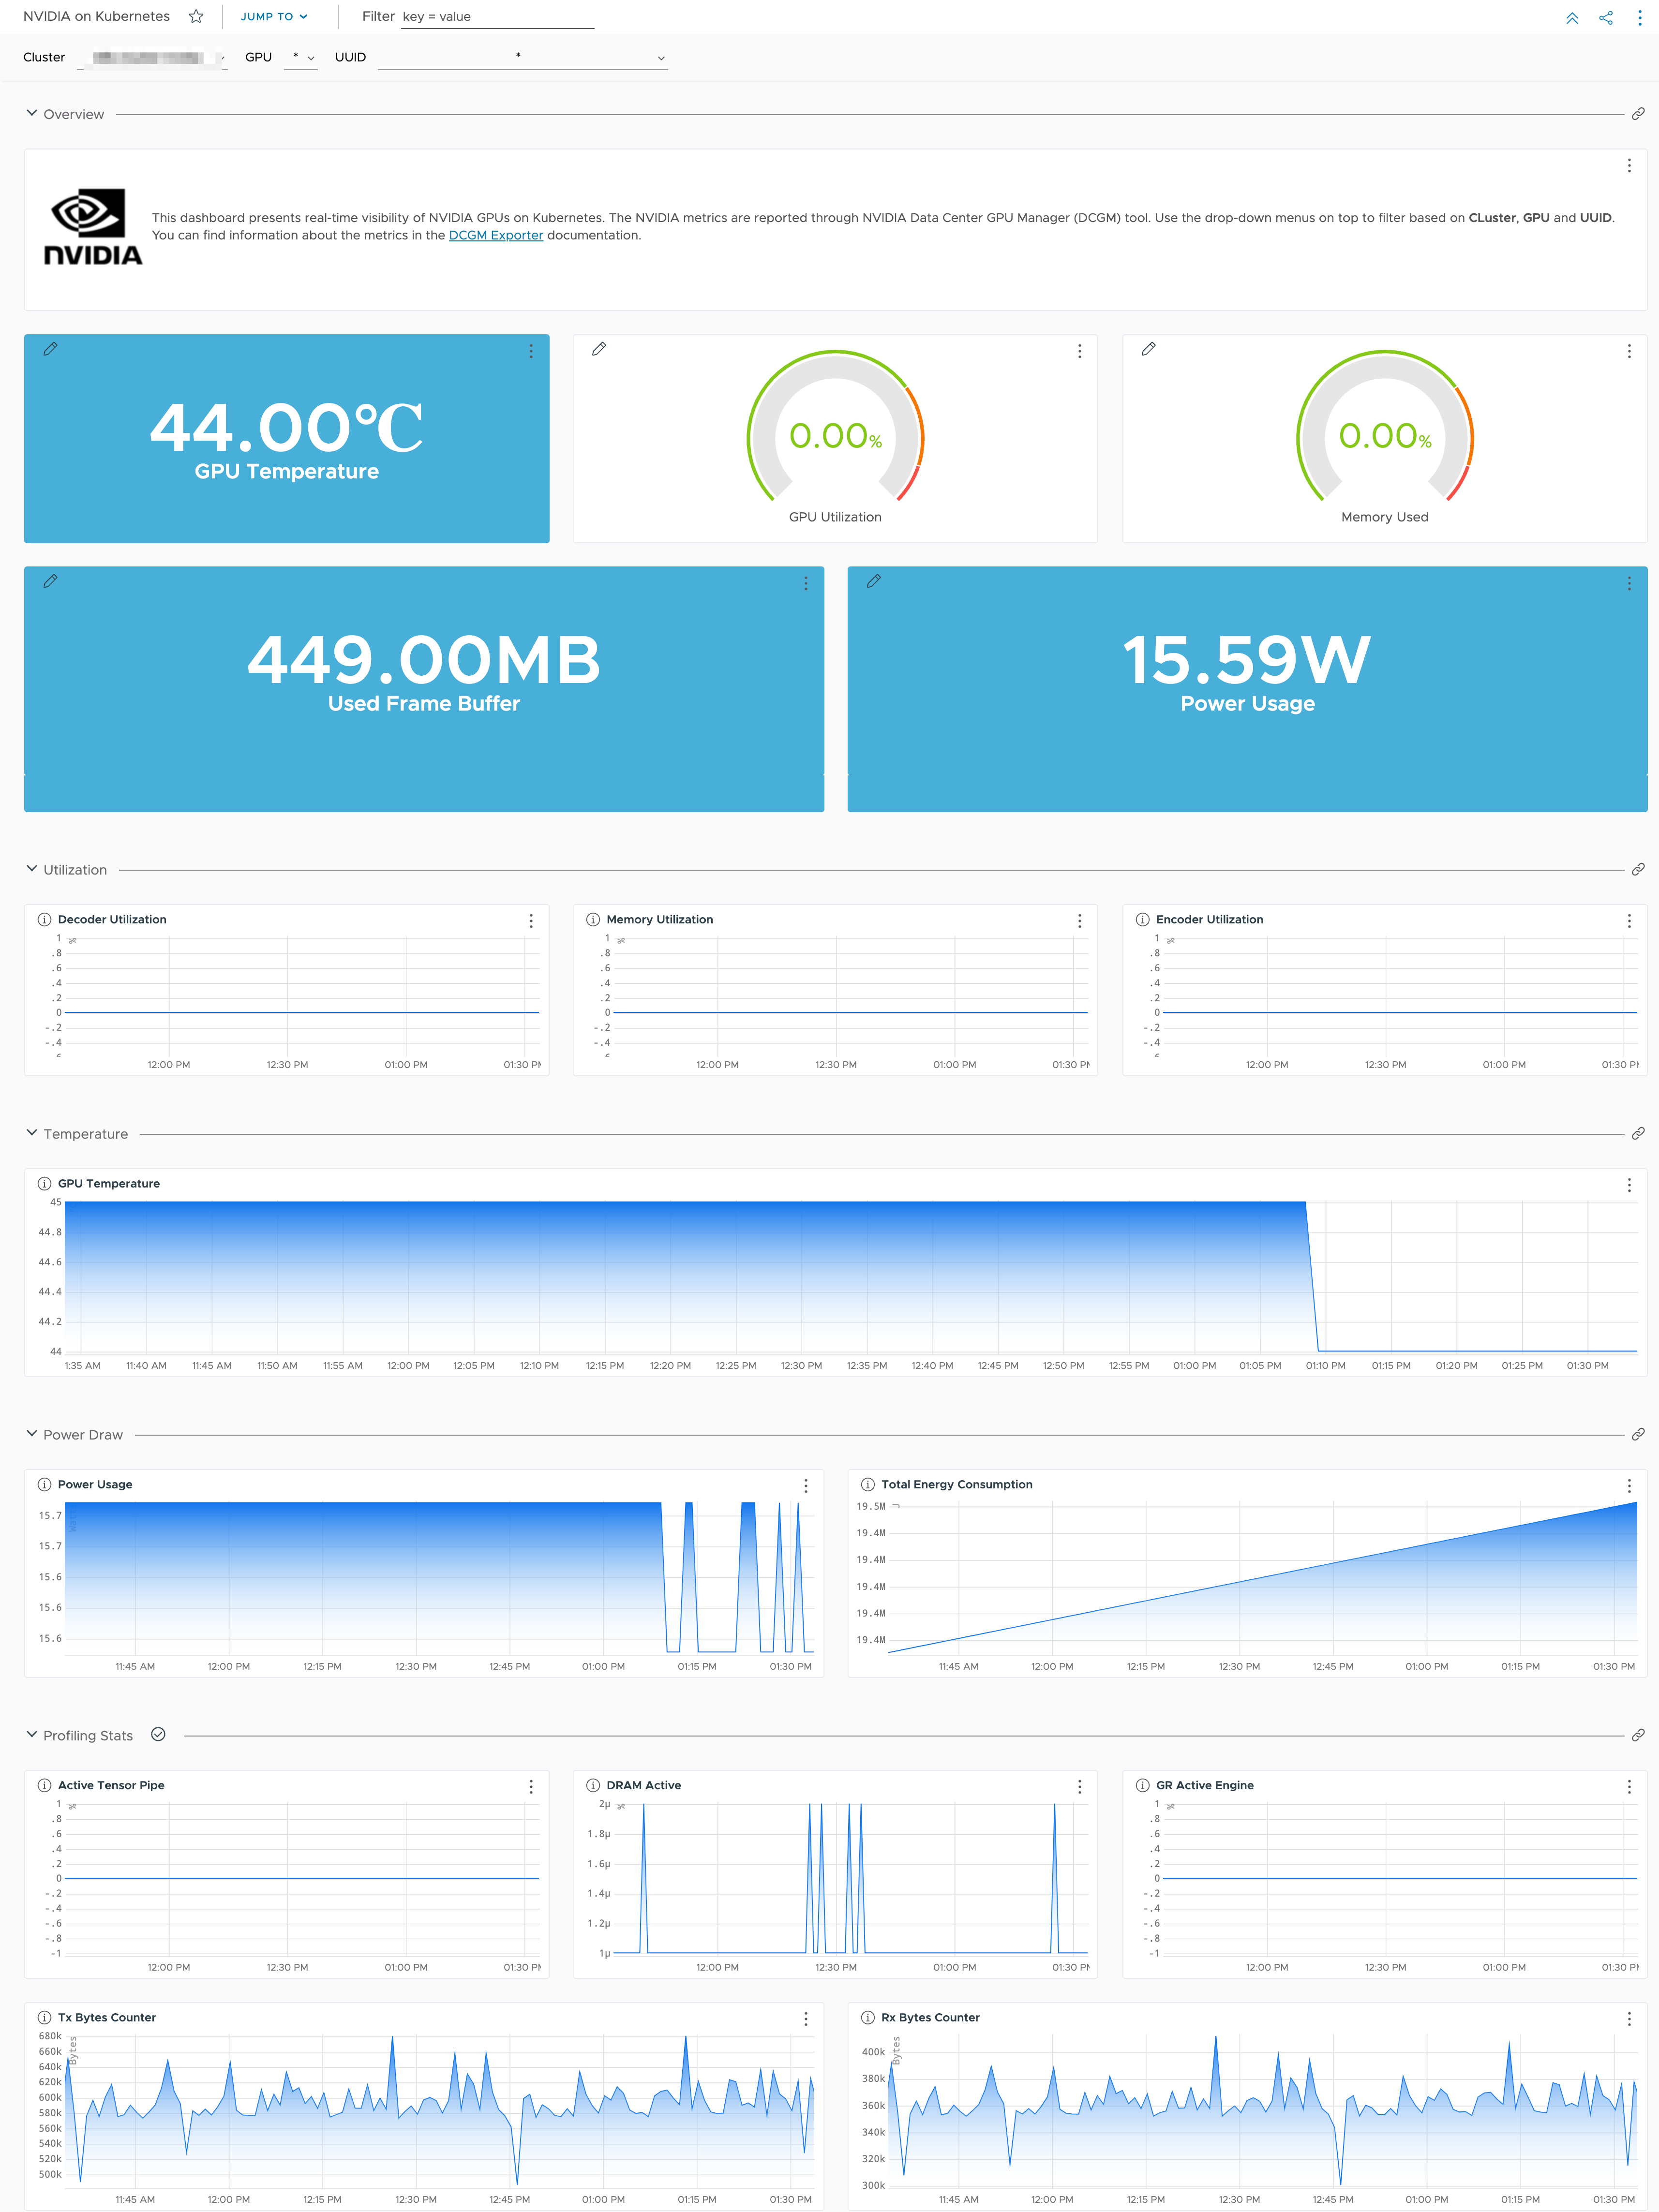 NVIDIA on Kubernetes JUMP TO Filter key = value
Cluster GPU * UUID *
Overview
NVIDIA
This dashboard presents real-time visibility of NVIDIA GPUs on Kubernetes. The NVIDIA metrics are reported through NVIDIA Data Center GPU Manager (DCGM) tool. Use the drop-down menus on top to filter based on CLuster, GPU and UUID.
You can find information about the metrics in the DCGM Exporter documentation.
44.00°C
GPU Temperature
0.00%
GPU Utilization
0.00%
Memory Used
449.00MB
Used Frame Buffer
15.59W
Power Usage
Utilization
Decoder Utilization
1
.8
.6
.4
.2
0
-.2
-.4
12:00 PM 12:30 PM 01:00 PM 01:30 PM
Memory Utilization
1
.8
.6
.4
.2
0
-.2
-.4
12:00 PM 12:30 PM 01:00 PM 01:30 PM
Encoder Utilization
1
.8
.6
.4
.2
0
-.2
-.4
12:00 PM 12:30 PM 01:00 PM 01:30 PM
Temperature
GPU Temperature
45
44.8
44.6
44.4
44.2
44
1:35 AM 11:40 AM 11:45 AM 11:50 AM 11:55 AM 12:00 PM 12:05 PM 12:10 PM 12:15 PM 12:20 PM 12:25 PM 12:30 PM 12:35 PM 12:40 PM 12:45 PM 12:50 PM 12:55 PM 01:00 PM 01:05 PM 01:10 PM 01:15 PM 01:20 PM 01:25 PM 01:30 PM
Power Draw
Power Usage
15.7
15.7
15.6
15.6
15.6
11:45 AM 12:00 PM 12:15 PM 12:30 PM 12:45 PM 01:00 PM 01:15 PM 01:30 PM
Total Energy Consumption
19.5M
19.4M
19.4M
19.4M
19.4M
19.4M
11:45 AM 12:00 PM 12:15 PM 12:30 PM 12:45 PM 01:00 PM 01:15 PM 01:30 PM
Profiling Stats
Active Tensor Pipe
1
.8
.6
.4
.2
0
-.2
-.4
-.6
-.8
-1
12:00 PM 12:30 PM 01:00 PM 01:30 PM
DRAM Active
2µ
1.8µ
1.6µ
1.4µ
1.2µ
1µ
12:00 PM 12:30 PM 01:00 PM 01:30 PM
GR Active Engine
1
.8
.6
.4
.2
0
-.2
-.4
-.6
-.8
-1
12:00 PM 12:30 PM 01:00 PM 01:30 PM
Tx Bytes Counter
Bytes
680k
660k
640k
620k
600k
580k
560k
540k
520k
500k
11:45 AM 12:00 PM 12:15 PM 12:30 PM 12:45 PM 01:00 PM 01:15 PM 01:30 PM
Rx Bytes Counter
Bytes
400k
380k
360k
340k
320k
300k
11:45 AM 12:00 PM 12:15 PM 12:30 PM 12:45 PM 01:00 PM 01:15 PM 01:30 PM